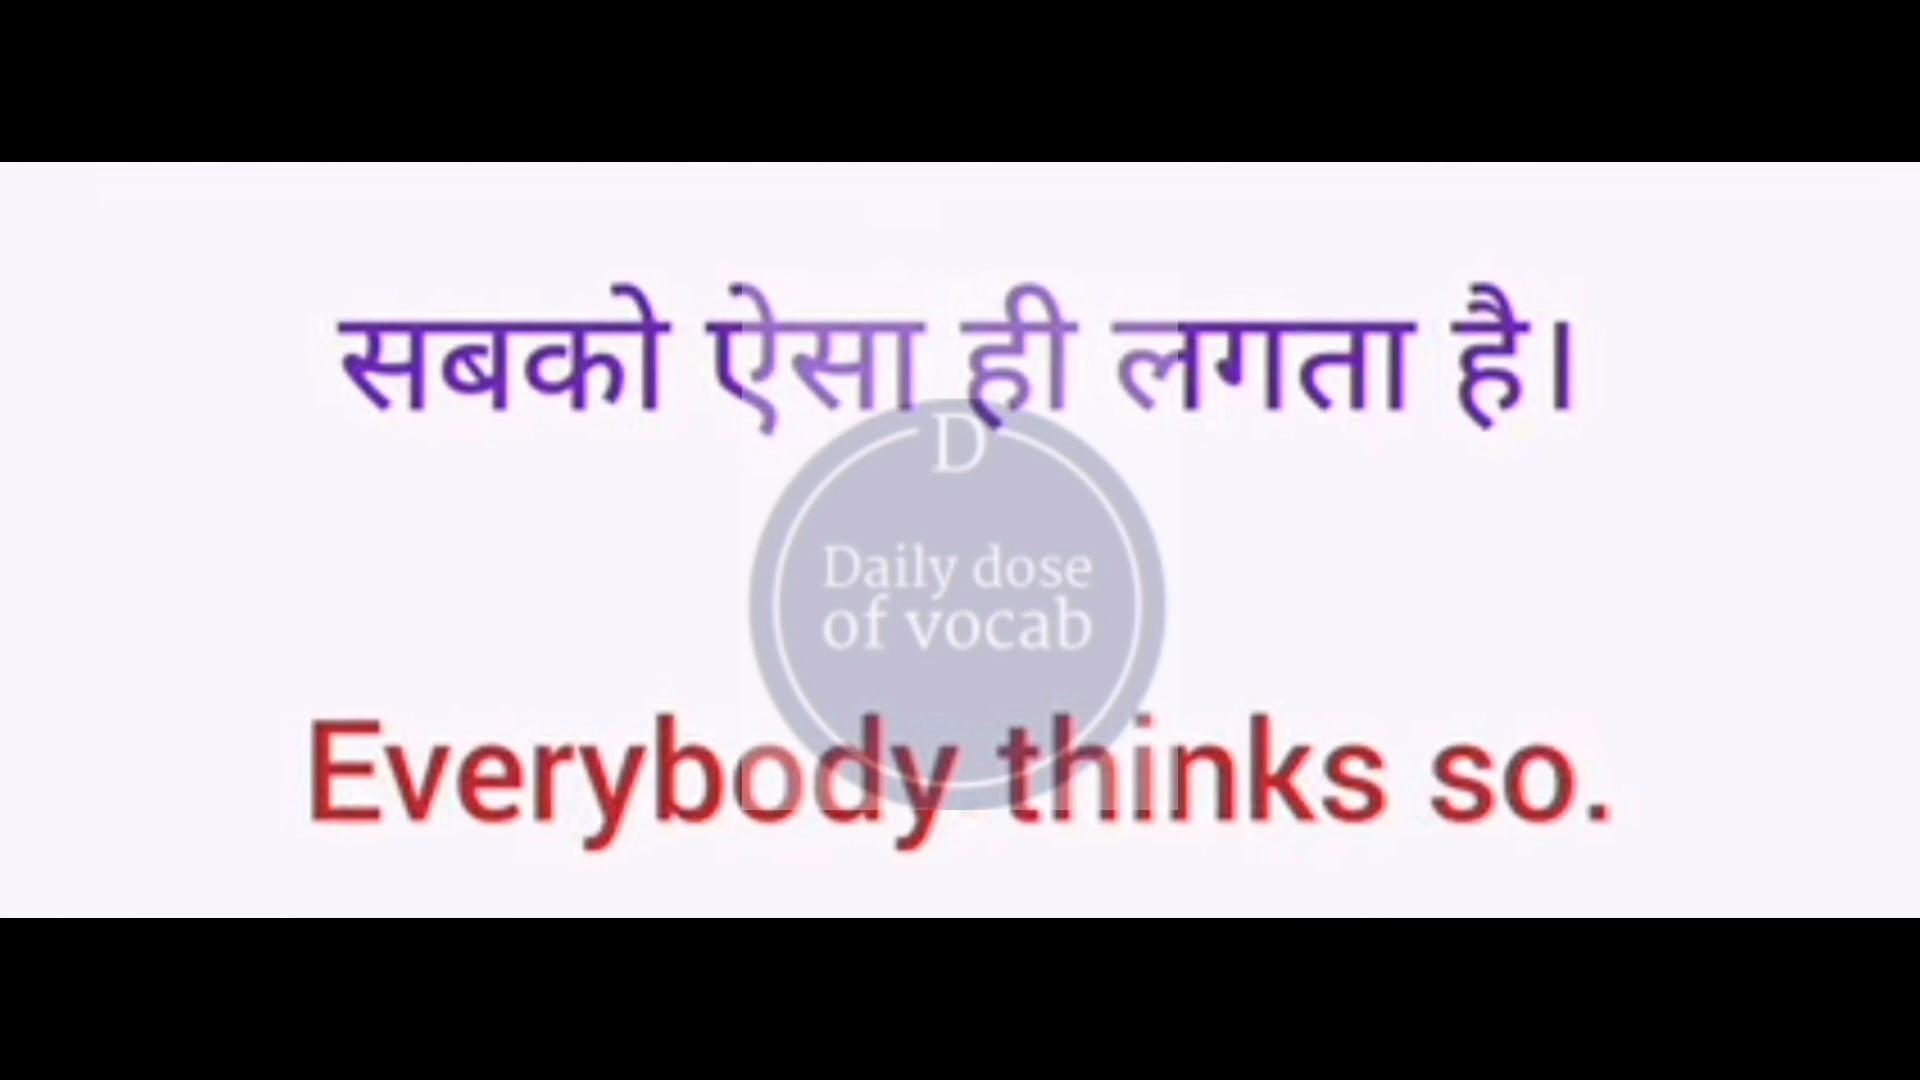 सबको ऐसा ही लगता है।
D
Daily dose
of vocab
Everybody thinks so.